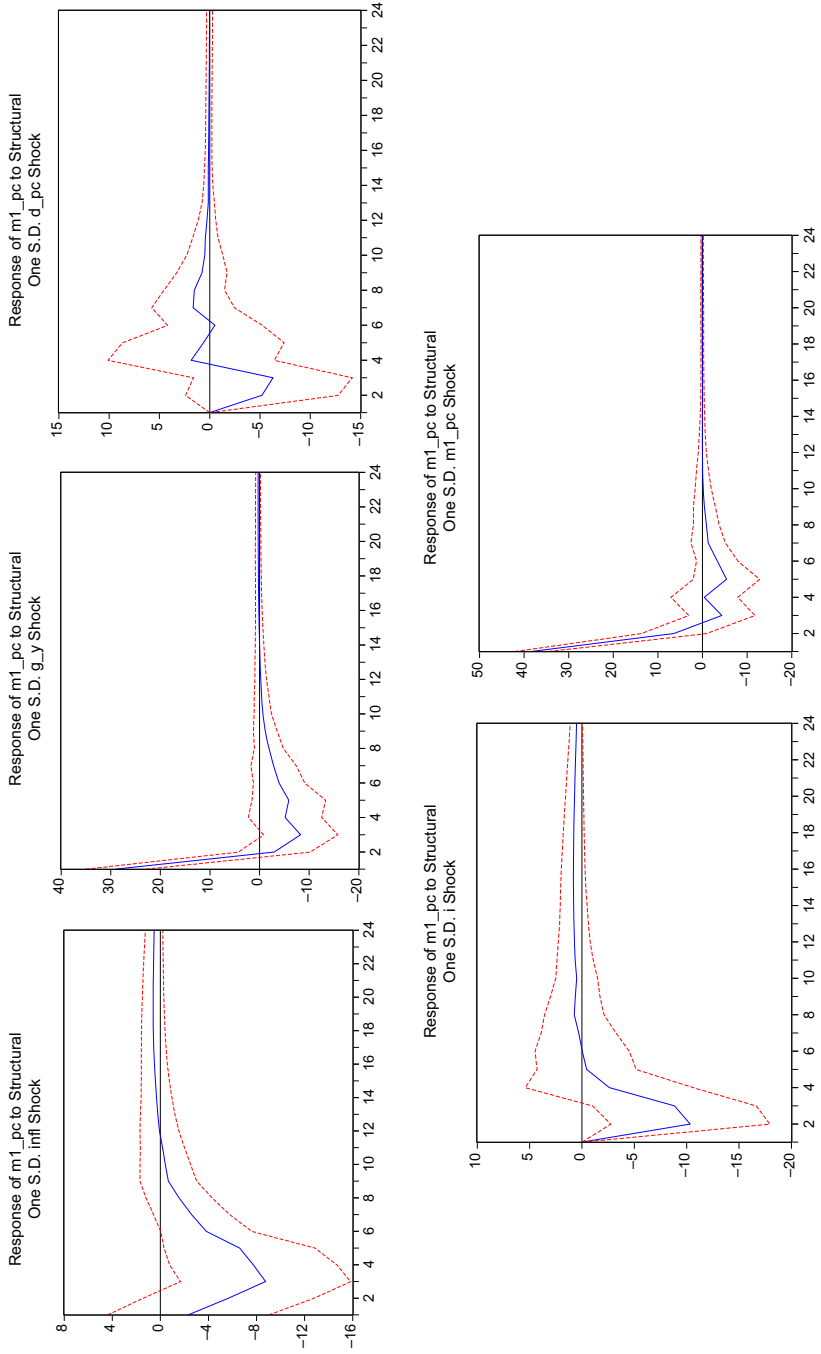 Response of m1_pc to Structural
One S.D. infl Shock
8
4
0
−4
−8
−12
−16
2 4 6 8 10 12 14 16 18 20 22 24
Response of m1_pc to Structural
One S.D. g_y Shock
40
30
20
10
0
−10
−20
2 4 6 8 10 12 14 16 18 20 22 24
Response of m1_pc to Structural
One S.D. d_pc Shock
15
10
5
0
−5
−10
−15
2 4 6 8 10 12 14 16 18 20 22 24
Response of m1_pc to Structural
One S.D. i Shock
10
5
0
−5
−10
−15
−20
2 4 6 8 10 12 14 16 18 20 22 24
Response of m1_pc to Structural
One S.D. m1_pc Shock
50
40
30
20
10
0
−10
−20
2 4 6 8 10 12 14 16 18 20 22 24